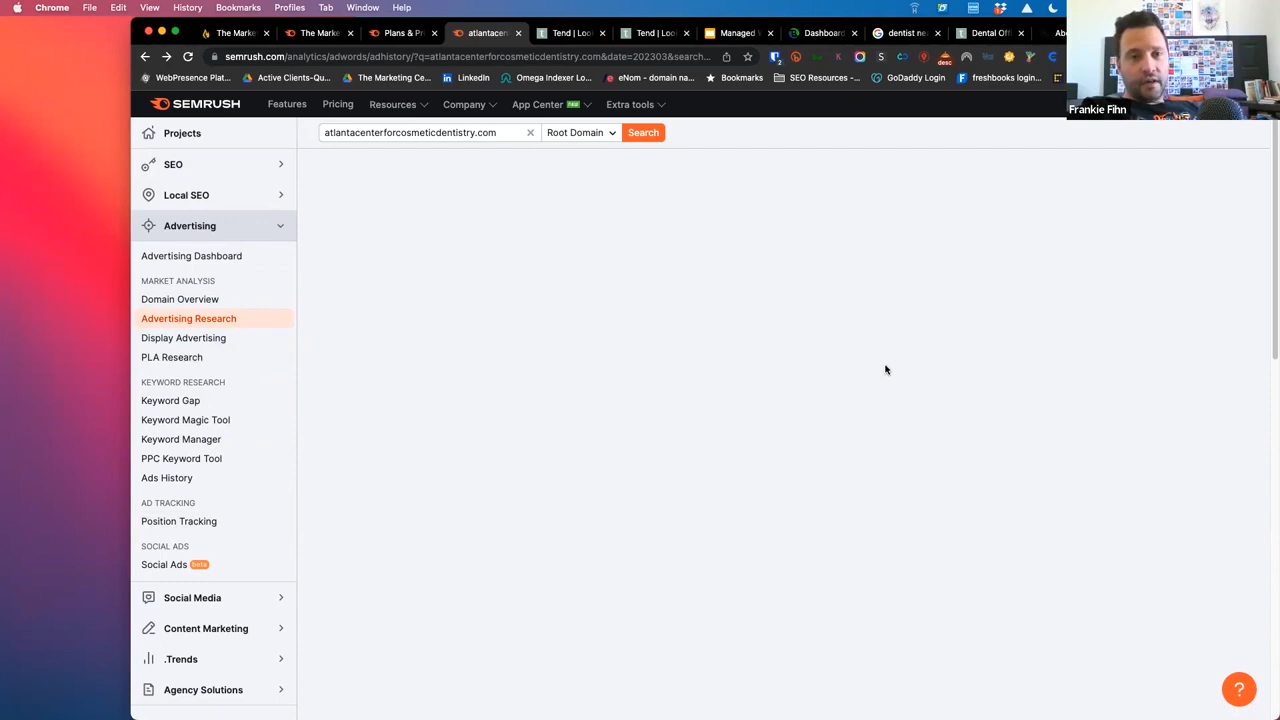 Chrome File Edit View History Bookmarks Profiles Tab Window Help
The Marke
The Mark
Plans & Pr
Tend | Loc
Tend | Loc
Managed
Dashboar
dentist ne
Dental Off
semrush.com/analytics/adwords/adhistory/?q=atlantacenterforcosmeticdentistry.com&date=202303&search...
WebPresence Plat... Active Clients-Qu... The Marketing Ce... LinkedIn Omega Indexer Lo... eNom - domain na... Bookmarks SEO Resources -... GoDaddy Login freshbooks login...
SEMRUSH Features Pricing Resources Company App Center new Extra tools
Frankie Fihn
Projects
atlantacenterforcosmeticdentistry.com Root Domain Search
SEO
Local SEO
Advertising
Advertising Dashboard
MARKET ANALYSIS
Domain Overview
Advertising Research
Display Advertising
PLA Research
KEYWORD RESEARCH
Keyword Gap
Keyword Magic Tool
Keyword Manager
PPC Keyword Tool
Ads History
AD TRACKING
Position Tracking
SOCIAL ADS
Social Ads beta
Social Media
Content Marketing
.Trends
Agency Solutions
?